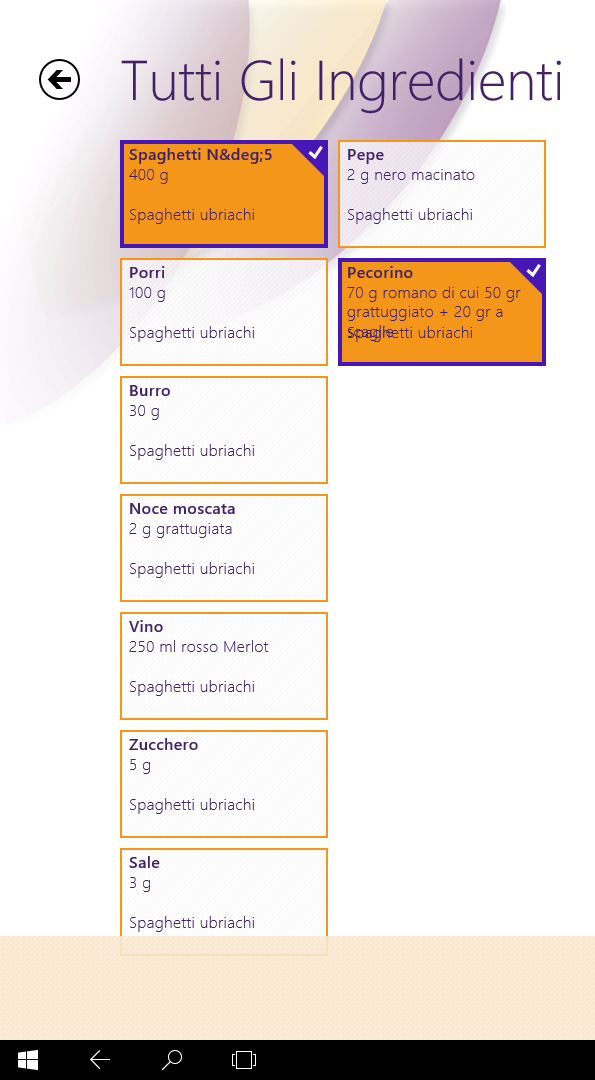 Tutti Gli Ingredienti
Spaghetti N&deg;5
400 g
Spaghetti ubriachi
Porri
100 g
Spaghetti ubriachi
Burro
30 g
Spaghetti ubriachi
Noce moscata
2 g grattugiata
Spaghetti ubriachi
Vino
250 ml rosso Merlot
Spaghetti ubriachi
Zucchero
5 g
Spaghetti ubriachi
Sale
3 g
Spaghetti ubriachi
Pepe
2 g nero macinato
Spaghetti ubriachi
Pecorino
70 g romano di cui 50 gr
grattuggiato + 20 gr a
scaglie
Spaghetti ubriachi